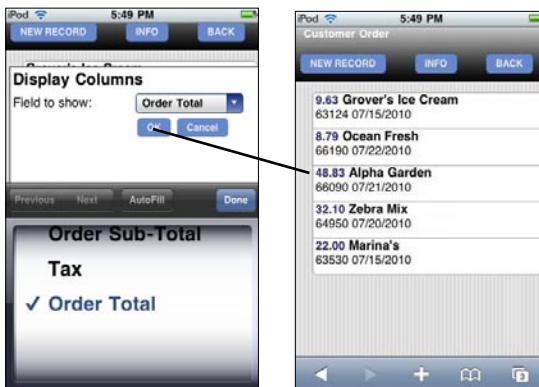 iPod 5:49 PM
NEW RECORD INFO BACK
Display Columns
Field to show: Order Total
OK Cancel
Previous Next AutoFill Done
Order Sub-Total
Tax
✓ Order Total
iPod 5:49 PM
Customer Order
NEW RECORD INFO BACK
9.63 Grover's Ice Cream
63124 07/15/2010
8.79 Ocean Fresh
66190 07/22/2010
48.83 Alpha Garden
66090 07/21/2010
32.10 Zebra Mix
64950 07/20/2010
22.00 Marina's
63530 07/15/2010
3